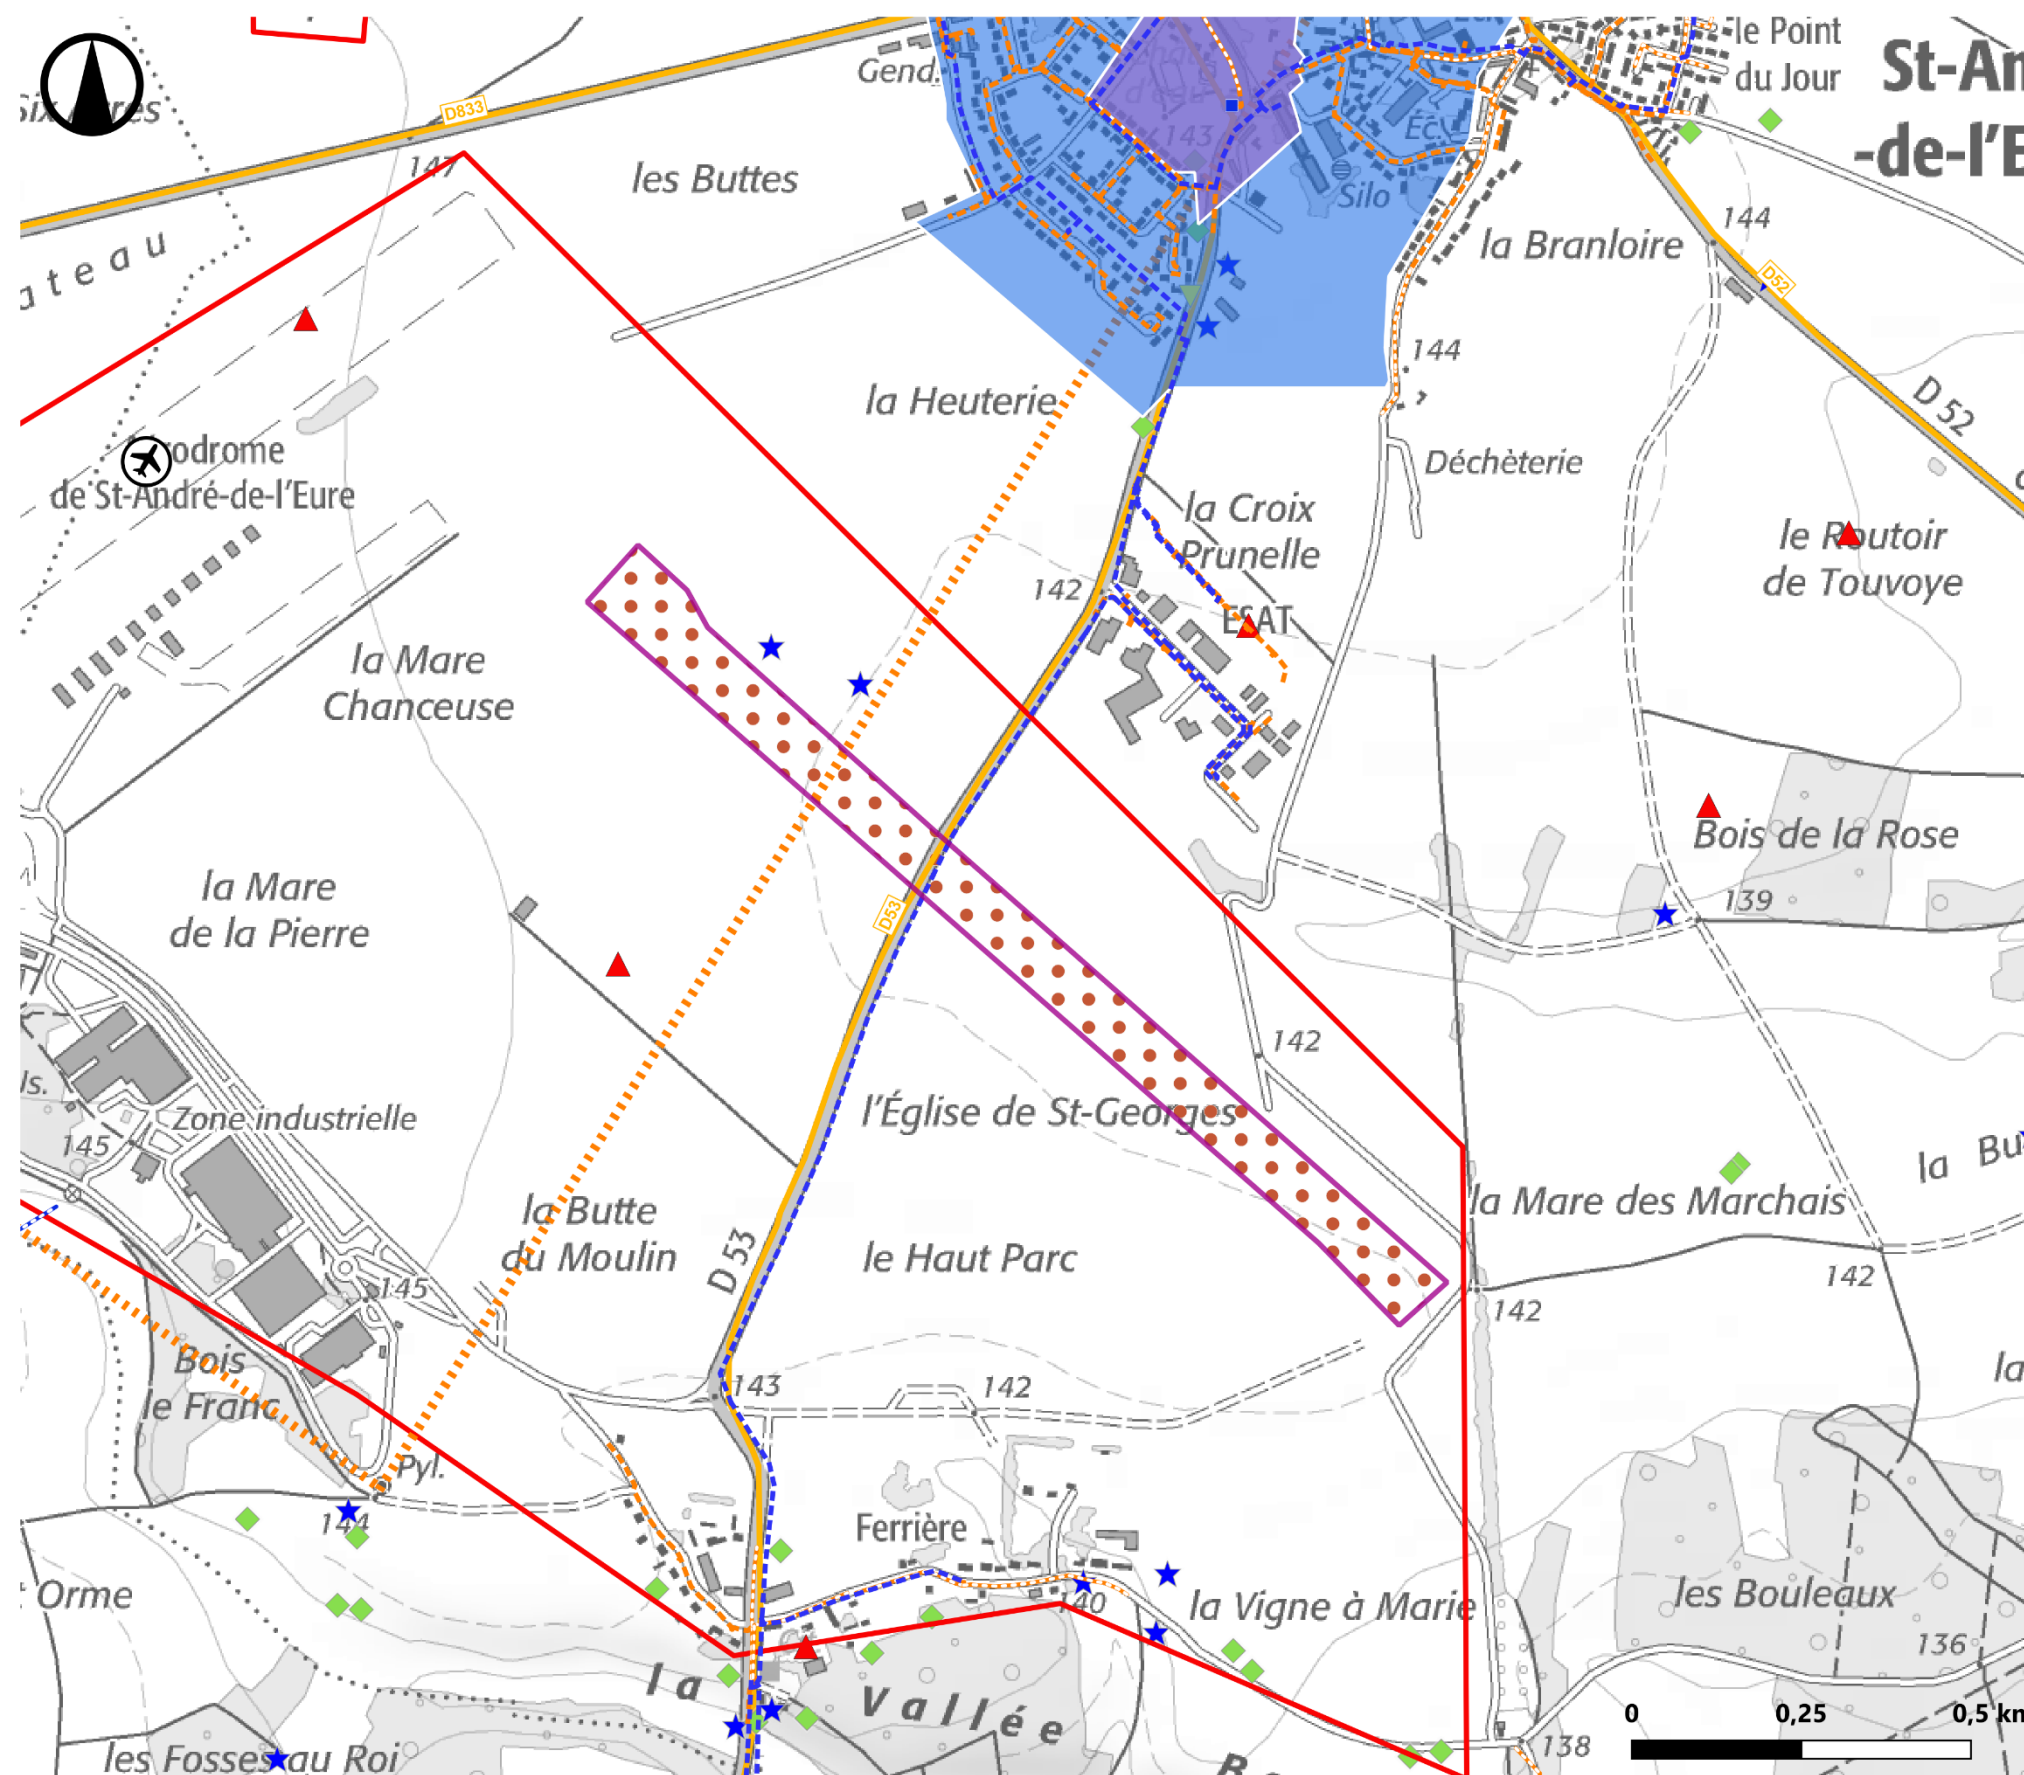 le Point
du Jour
St-An
-de-l'E
Gend.
D833
147
les Buttes
143
Éc.
Silo
la Branloire
144
D52
ateau
144
D 52
la Heuterie
Déchèterie
odrome
de St-André-de-l'Eure
la Croix
Prunelle
142
ESAT
le Routoir
de Touvoye
la Mare
Chanceuse
Bois de la Rose
139
la Mare
de la Pierre
D53
142
l'Église de St-Georges
Is.
Zone industrielle
145
la Bu
la Mare des Marchais
la Butte
du Moulin
D 53
le Haut Parc
142
145
142
Bois
le Franc
143
142
la
Pyl.
144
Ferrière
Orme
140
la Vigne à Marie
les Bouleaux
136
la Vallée
0
0,25
0,5 km
138
les Fosses au Roi